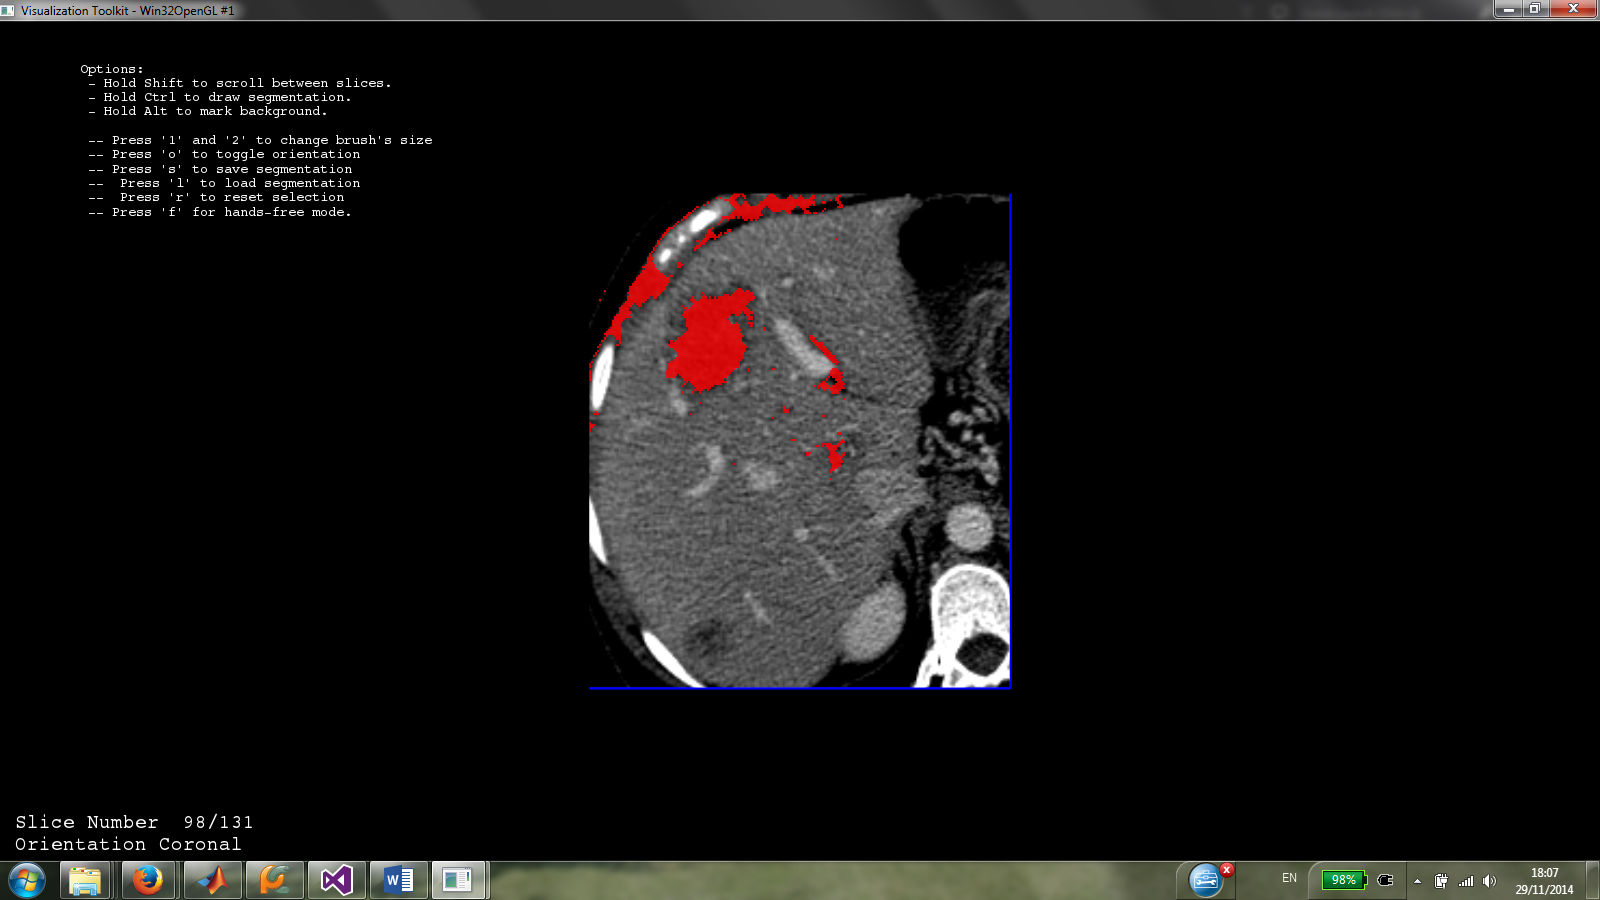 Visualization Toolkit - Win32OpenGL #1
Options:
- Hold Shift to scroll between slices.
- Hold Ctrl to draw segmentation.
- Hold Alt to mark background.
-- Press '1' and '2' to change brush's size
-- Press 'o' to toggle orientation
-- Press 's' to save segmentation
-- Press 'l' to load segmentation
-- Press 'r' to reset selection
-- Press 'f' for hands-free mode.
Slice Number 98/131
Orientation Coronal
EN
98%
18:07
29/11/2014